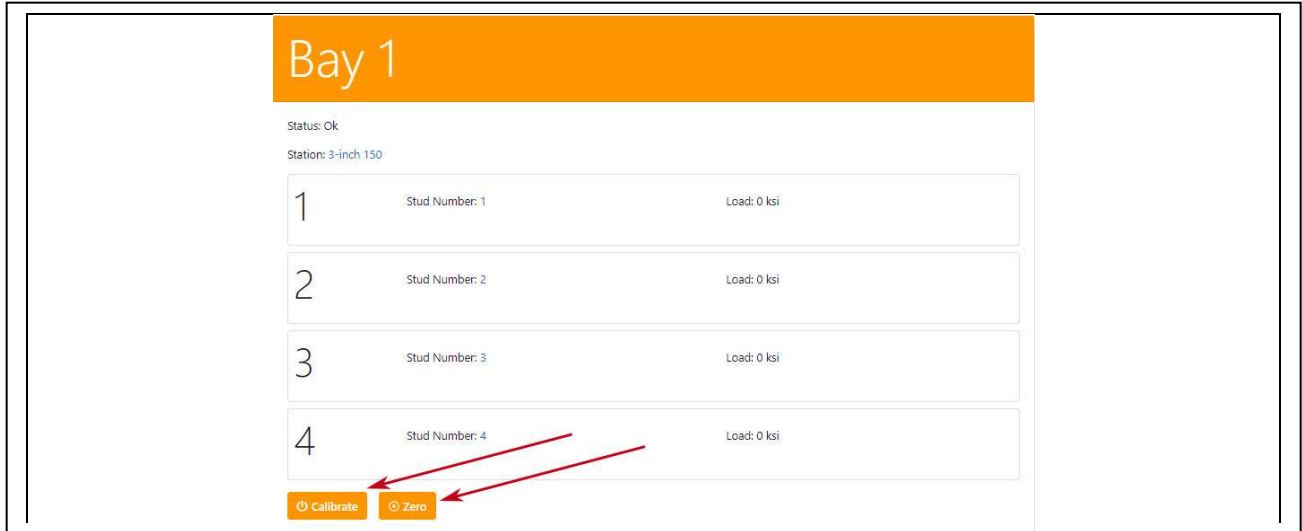 Bay 1
Status: Ok
Station: 3-inch 150
1 Stud Number: 1 Load: 0 ksi
2 Stud Number: 2 Load: 0 ksi
3 Stud Number: 3 Load: 0 ksi
4 Stud Number: 4 Load: 0 ksi
Calibrate Zero